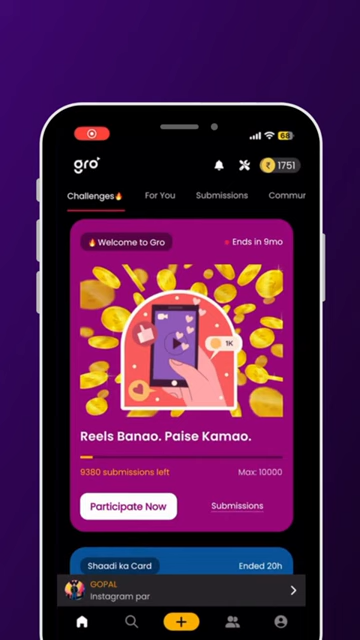 68
gro
₹ 1751
Challenges🔥 For You Submissions Commun
🔥 Welcome to Gro
Ends in 9mo
1K
Reels Banao. Paise Kamao.
9380 submissions left
Max: 10000
Participate Now
Submissions
Shaadi ka Card
Ended 20h
GOPAL
Instagram par